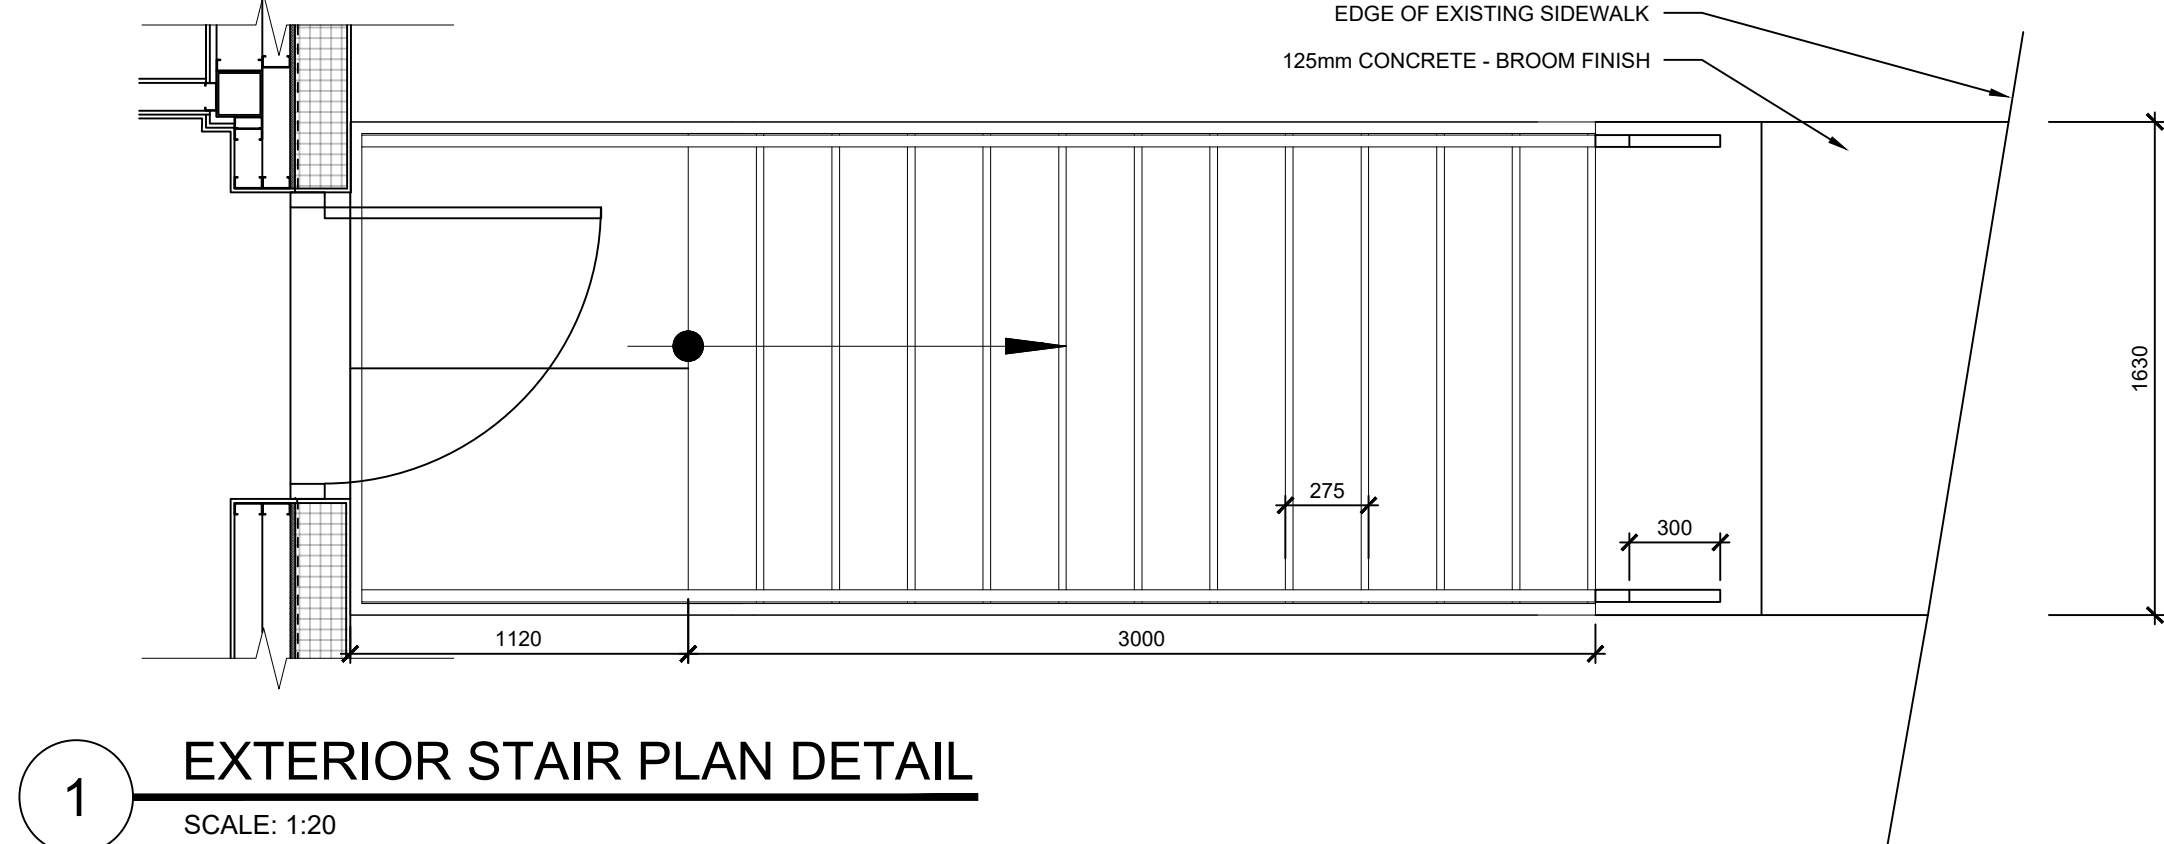 EDGE OF EXISTING SIDEWALK
125mm CONCRETE - BROOM FINISH
1630
275
300
1120
3000
1
EXTERIOR STAIR PLAN DETAIL
SCALE: 1:20